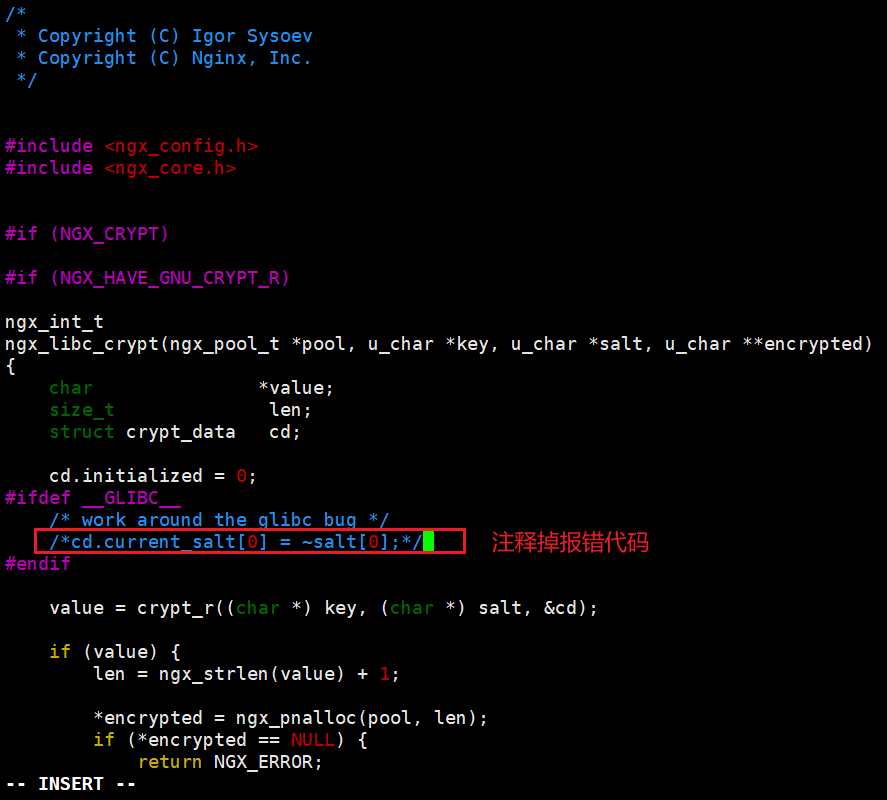 /*
 * Copyright (C) Igor Sysoev
 * Copyright (C) Nginx, Inc.
 */
#include <ngx_config.h>
#include <ngx_core.h>
#if (NGX_CRYPT)
#if (NGX_HAVE_GNU_CRYPT_R)
ngx_int_t
ngx_libc_crypt(ngx_pool_t *pool, u_char *key, u_char *salt, u_char **encrypted)
{
    char               *value;
    size_t              len;
    struct crypt_data   cd;
    cd.initialized = 0;
#ifdef __GLIBC__
    /* work around the glibc bug */
    /*cd.current_salt[0] = ~salt[0];*/ 注释掉报错代码
#endif
    value = crypt_r((char *) key, (char *) salt, &cd);
    if (value) {
        len = ngx_strlen(value) + 1;
        *encrypted = ngx_pnalloc(pool, len);
        if (*encrypted == NULL) {
            return NGX_ERROR;
-- INSERT --